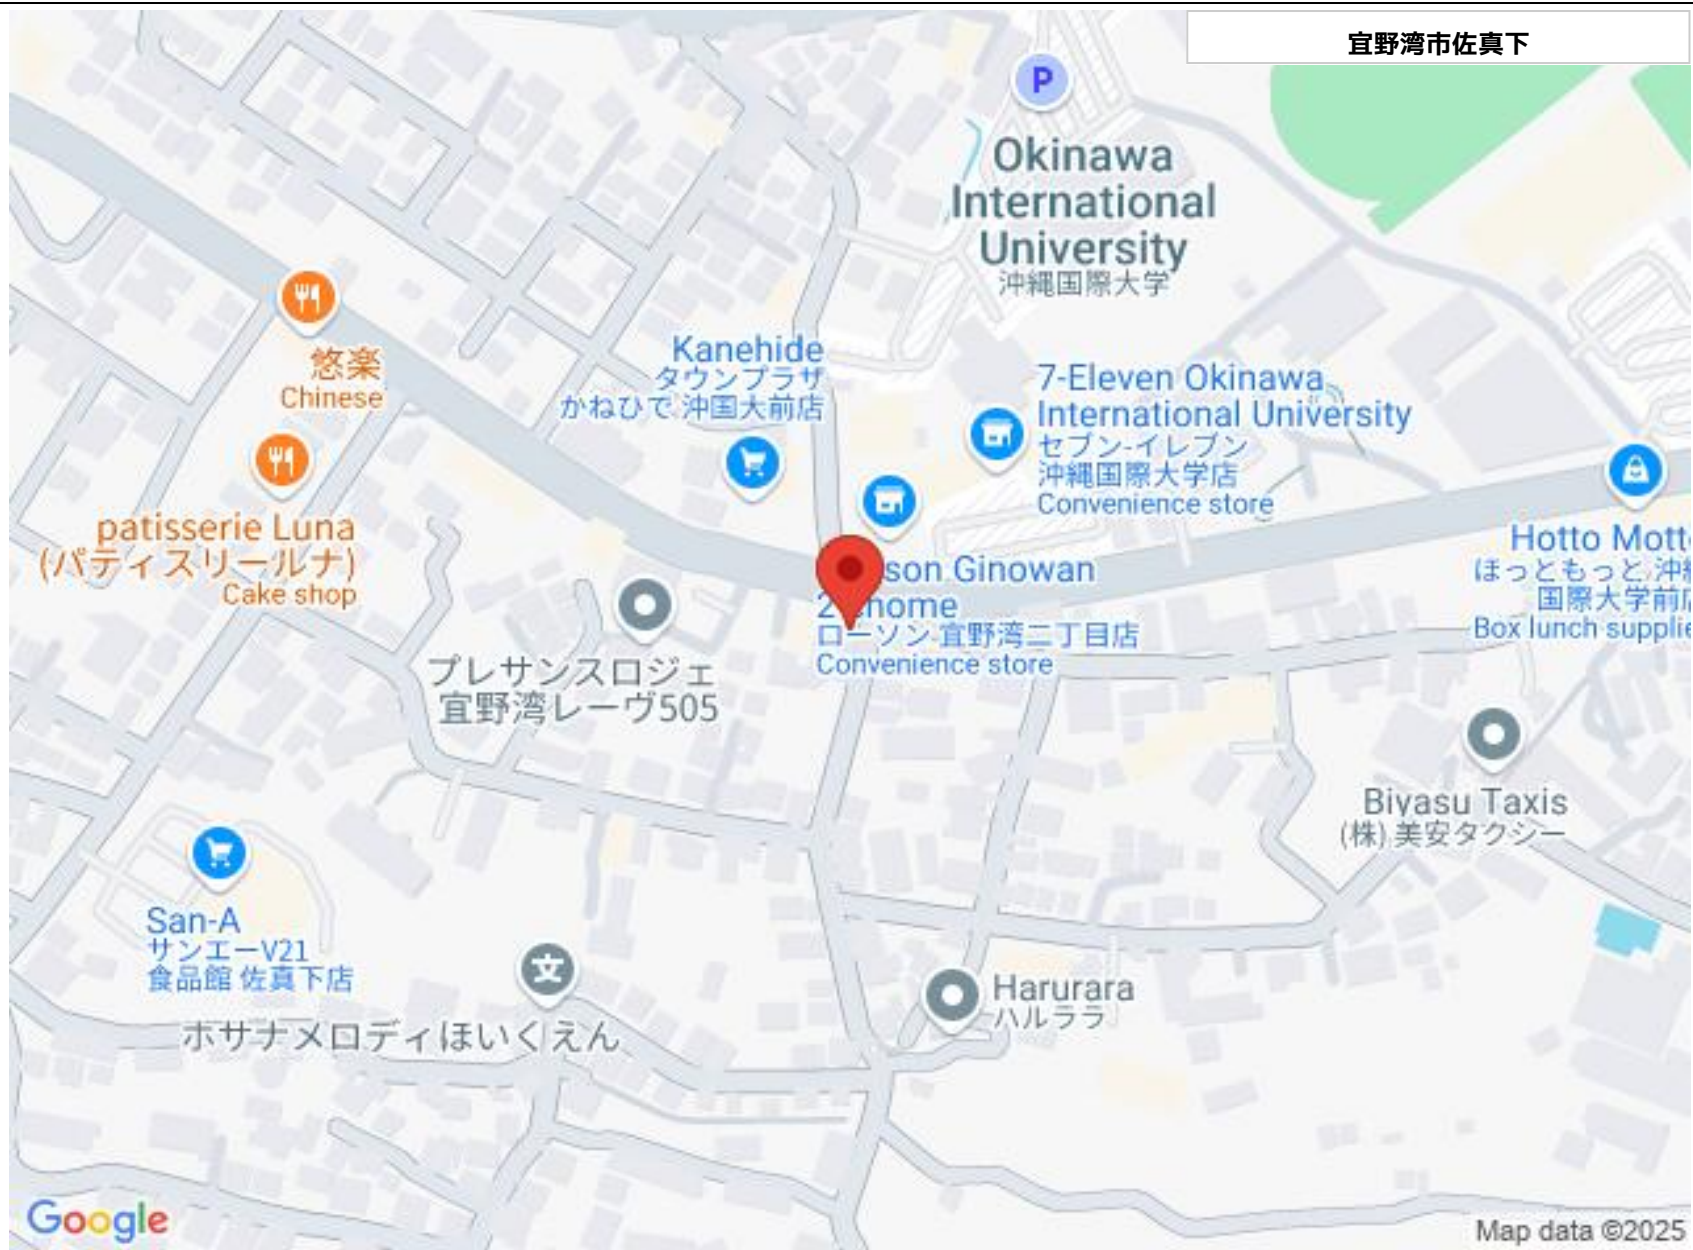 宜野湾市佐真下
P
Okinawa
International
University
沖縄国際大学
悠楽
Chinese
Kanehide
タウンプラザ
かねひで 沖国大前店
7-Eleven Okinawa
International University
セブン-イレブン
沖縄国際大学店
Convenience store
patisserie Luna
(パティスリールナ)
Cake shop
son Ginowan
2 home
ローソン 宜野湾二丁目店
Convenience store
Hotto Mott
ほっともっと 沖
国際大学前
Box lunch supplie
プレサンスロジェ
宜野湾レーヴ505
Biyasu Taxis
(株) 美安タクシー
San-A
サンエーV21
食品館 佐真下店
文
ホサナメロディほいくえん
Harurara
ハルララ
Google
Map data ©2025